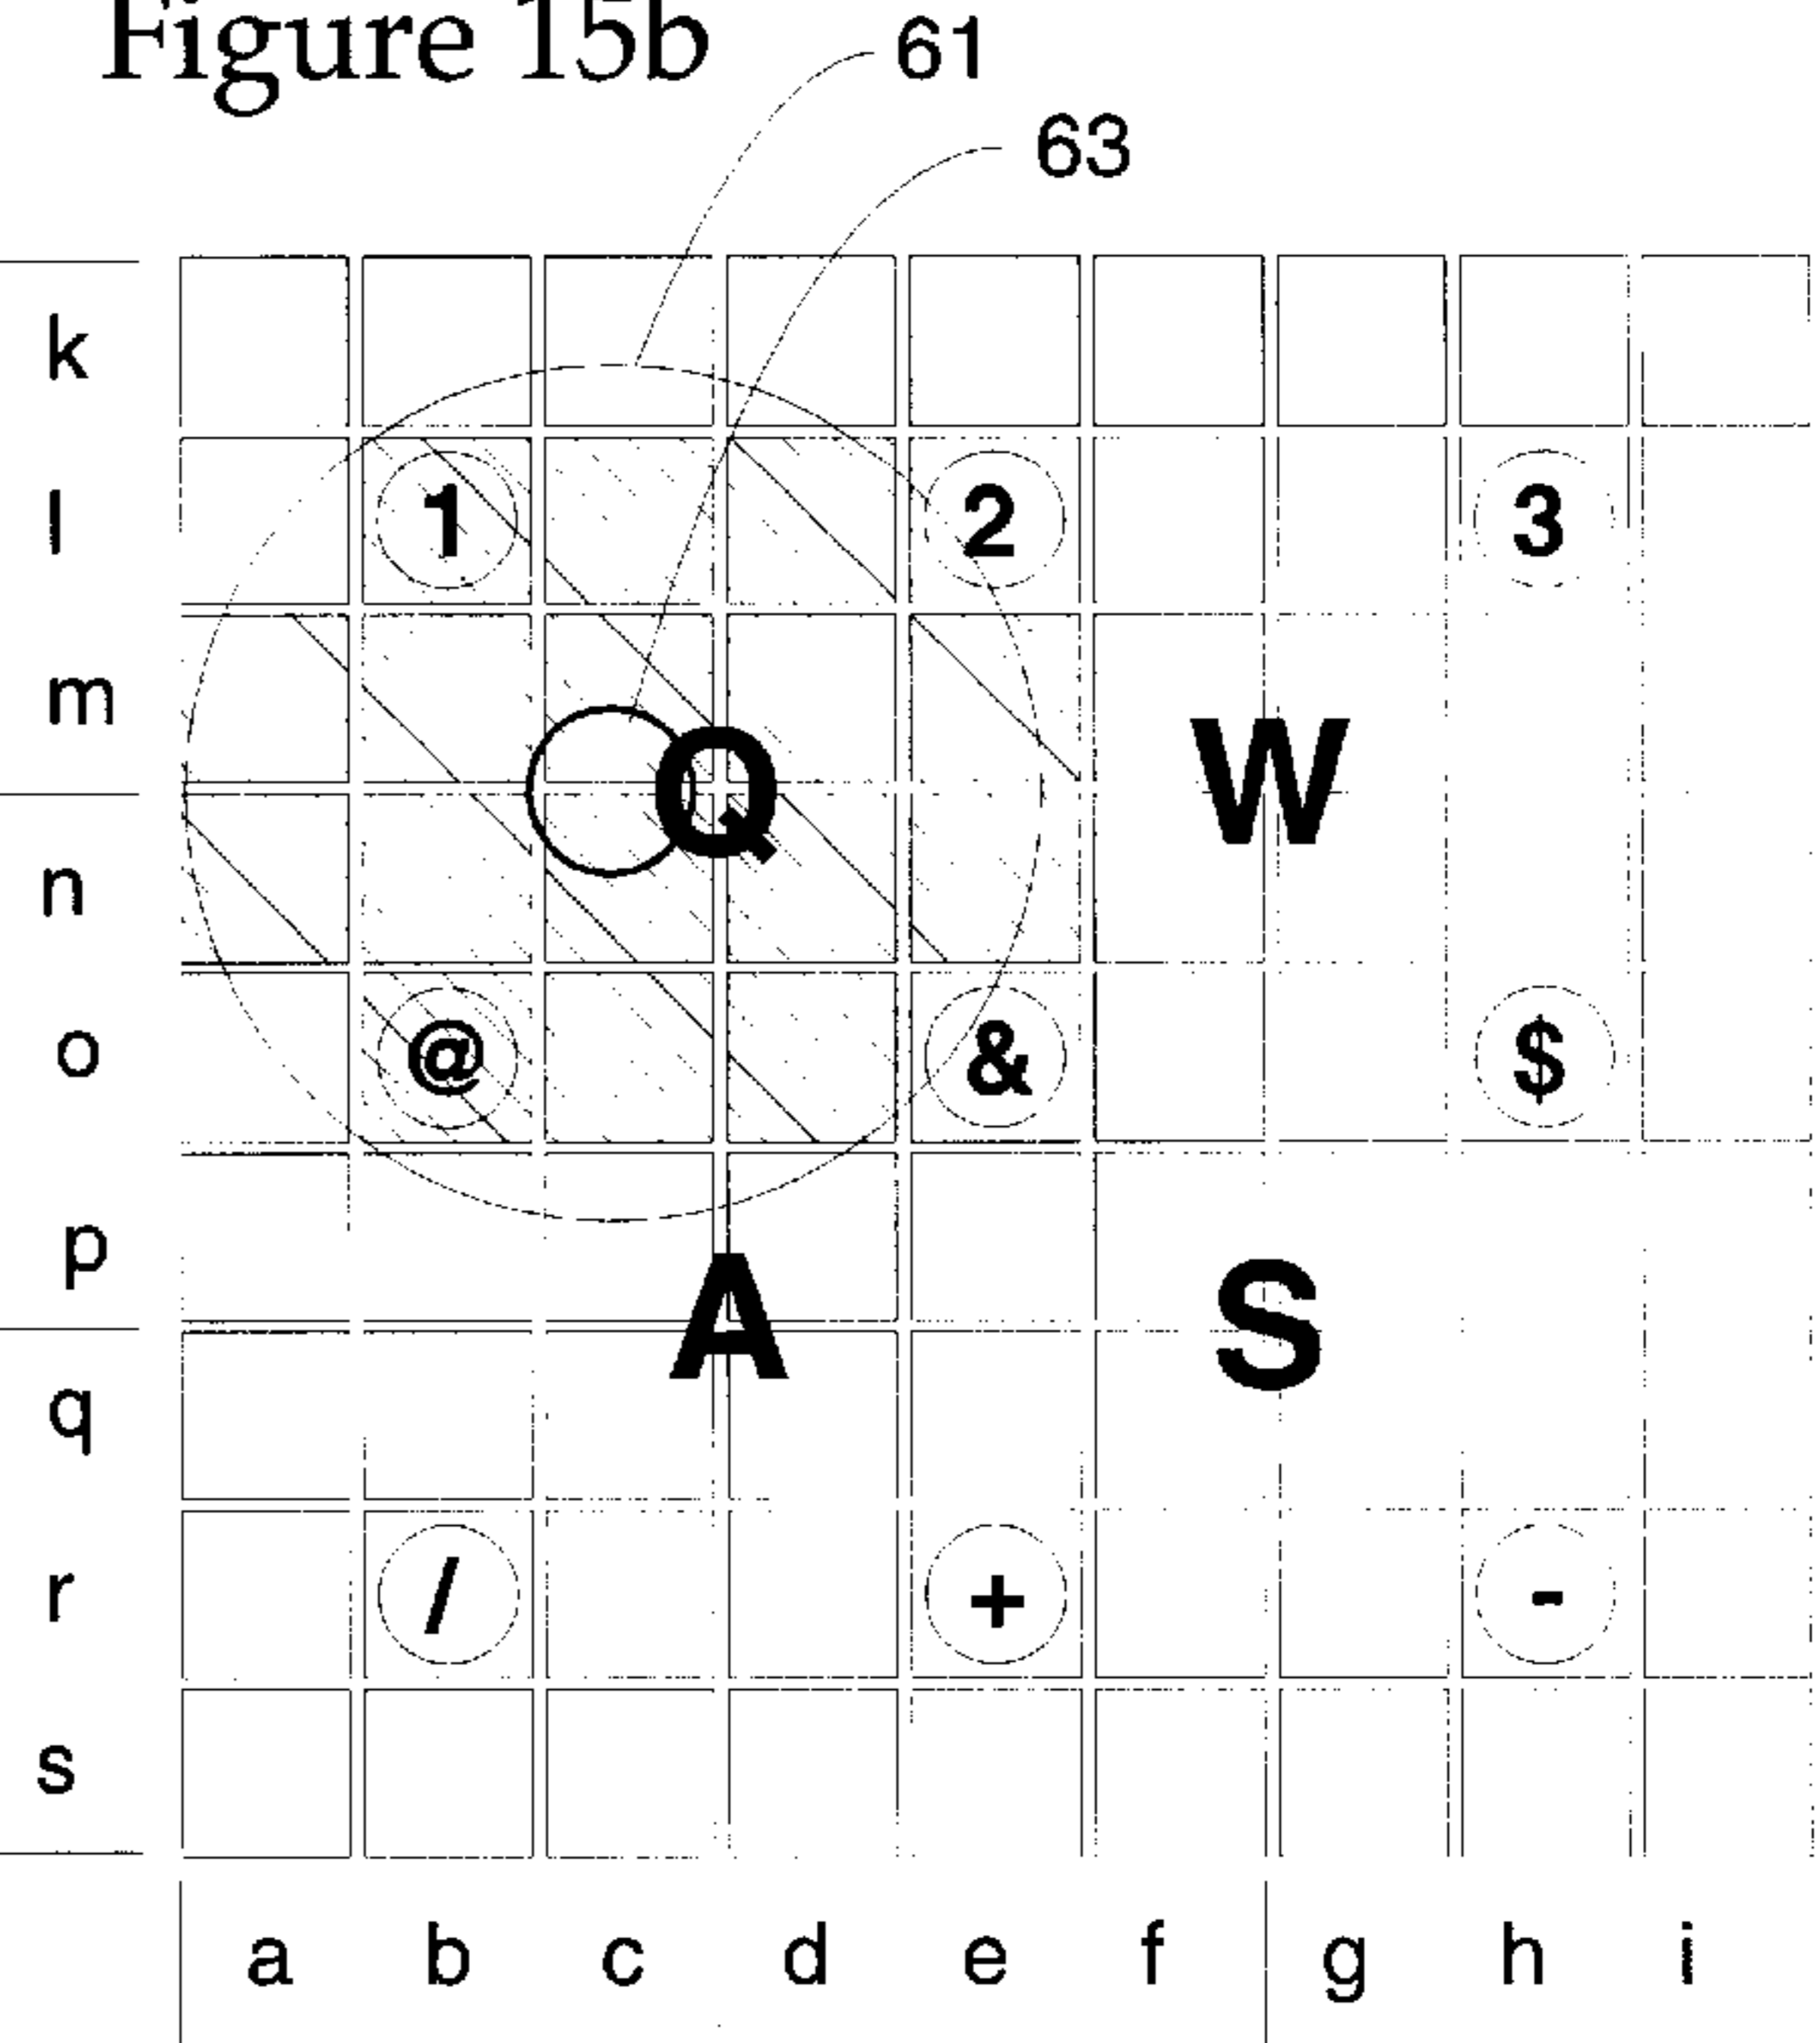 Figure 15b
61
63
k
l 1 2 3
m
Q W
n
o @ & $
p
A S
q
r / + -
s
a b c d e f g h i